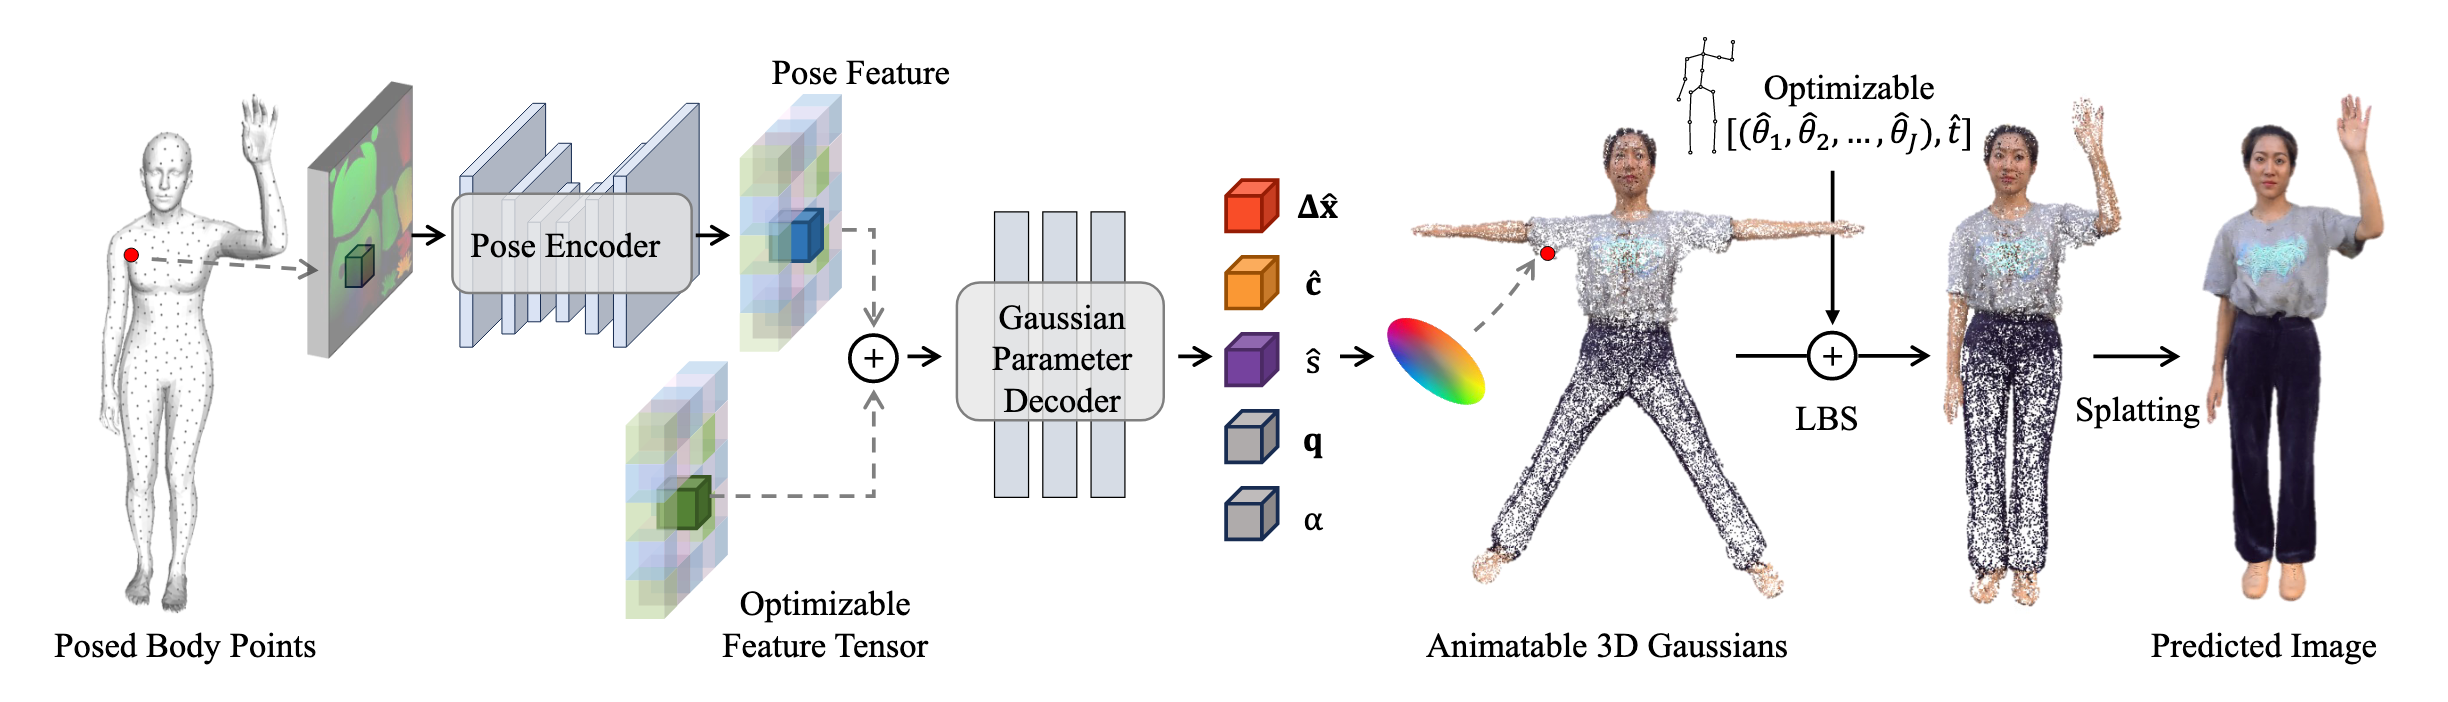 Pose Feature
Pose Encoder
Optimizable
Feature Tensor
Posed Body Points
+
Gaussian
Parameter
Decoder
Δx̂
ĉ
ŝ
q
α
Optimizable
[(θ̂₁, θ̂₂, ..., θ̂_J), t̂]
+
LBS
Splatting
Animatable 3D Gaussians
Predicted Image